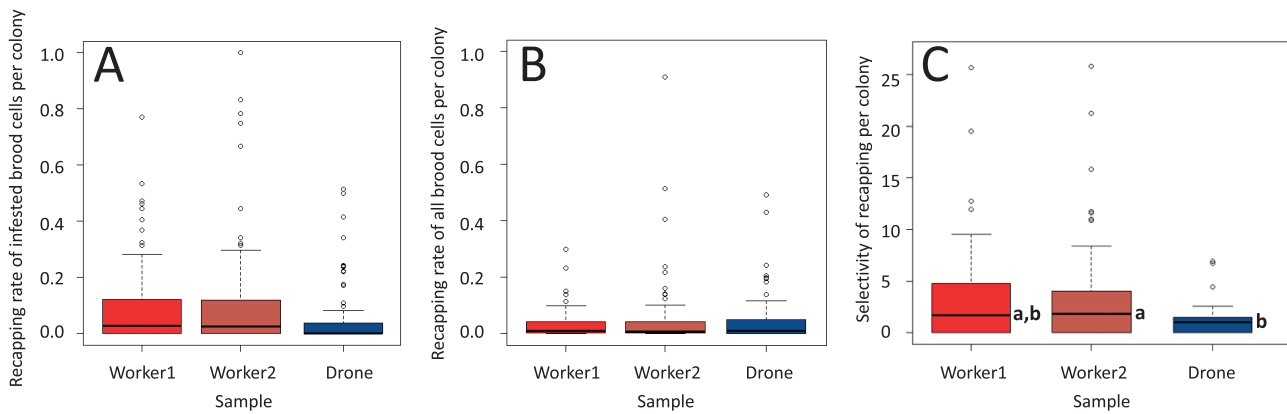 A
Recapping rate of infested brood cells per colony
1.0
0.8
0.6
0.4
0.2
0.0
Worker1 Worker2 Drone
Sample
B
Recapping rate of all brood cells per colony
1.0
0.8
0.6
0.4
0.2
0.0
Worker1 Worker2 Drone
Sample
C
Selectivity of recapping per colony
25
20
15
10
5
0
a,b a b
Worker1 Worker2 Drone
Sample